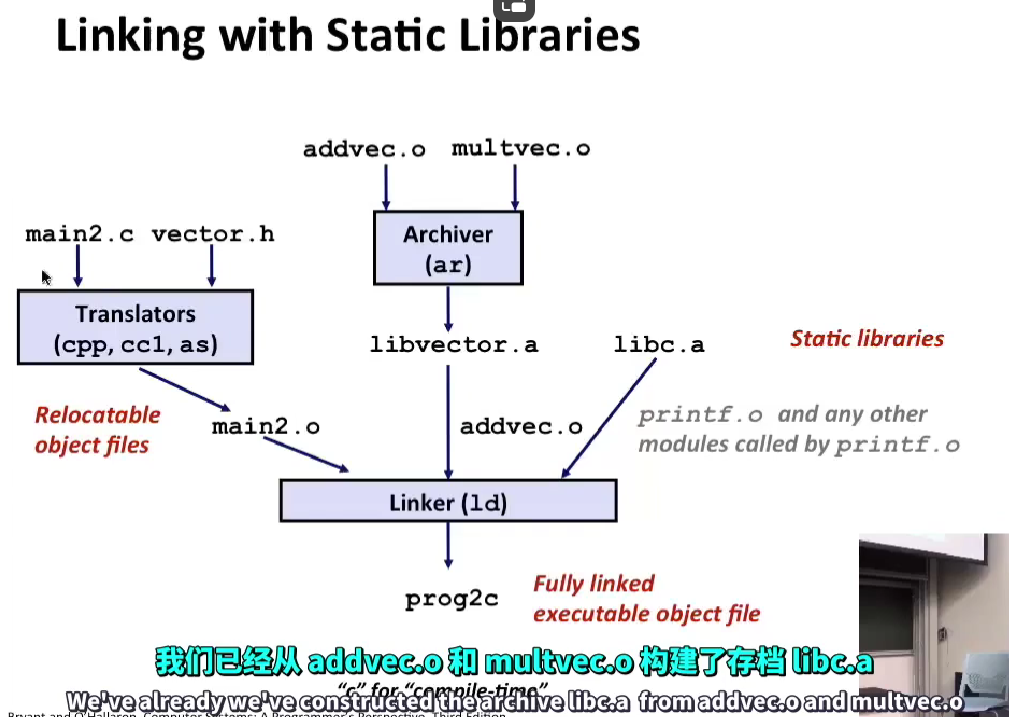 Linking with Static Libraries
addvec.o multvec.o
main2.c vector.h
Archiver
(ar)
Translators
(cpp, cc1, as)
libvector.a
libc.a
Static libraries
Relocatable
object files
main2.o
addvec.o
printf.o and any other
modules called by printf.o
Linker (ld)
prog2c
Fully linked
executable object file
我们已经从 addvec.o 和 multvec.o 构建了存档 libc.a
“c” for “compile-time”
We've already we've constructed the archive libc.a from addvec.o and multvec.o
Bryant and O'Hallaron, Computer Systems: A Programmer's Perspective, Third Edition